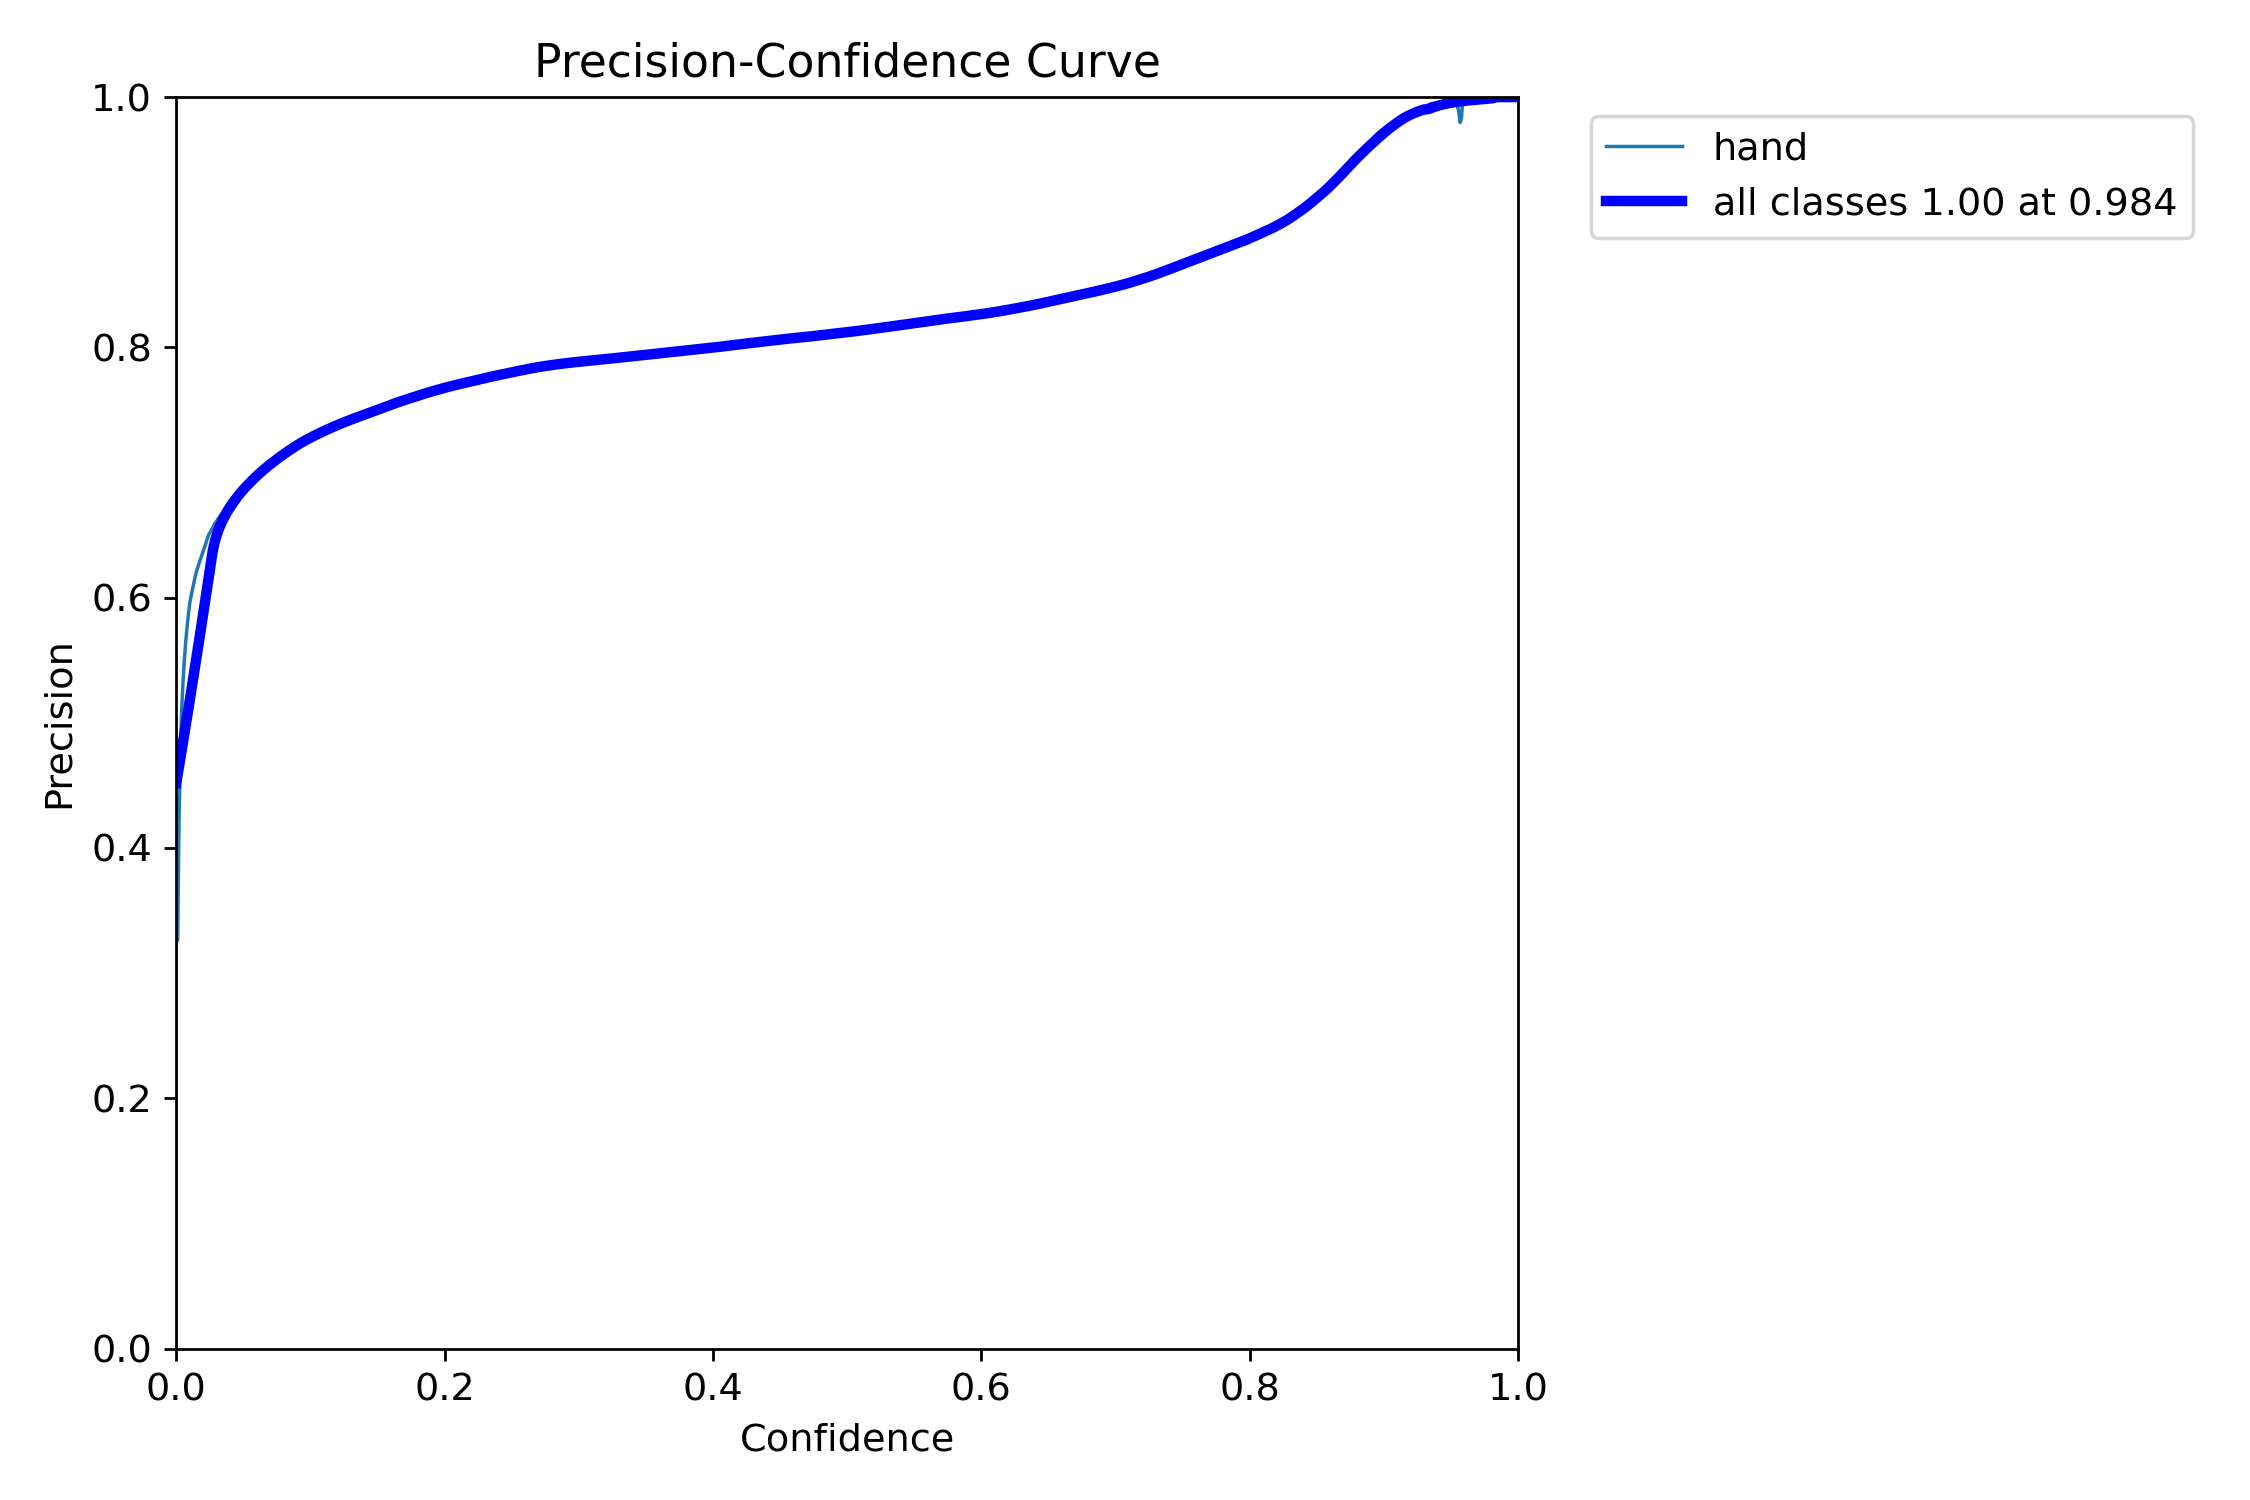 Precision-Confidence Curve
1.0
0.8
0.6
0.4
0.2
0.0
Precision
0.0 0.2 0.4 0.6 0.8 1.0
Confidence
hand
all classes 1.00 at 0.984